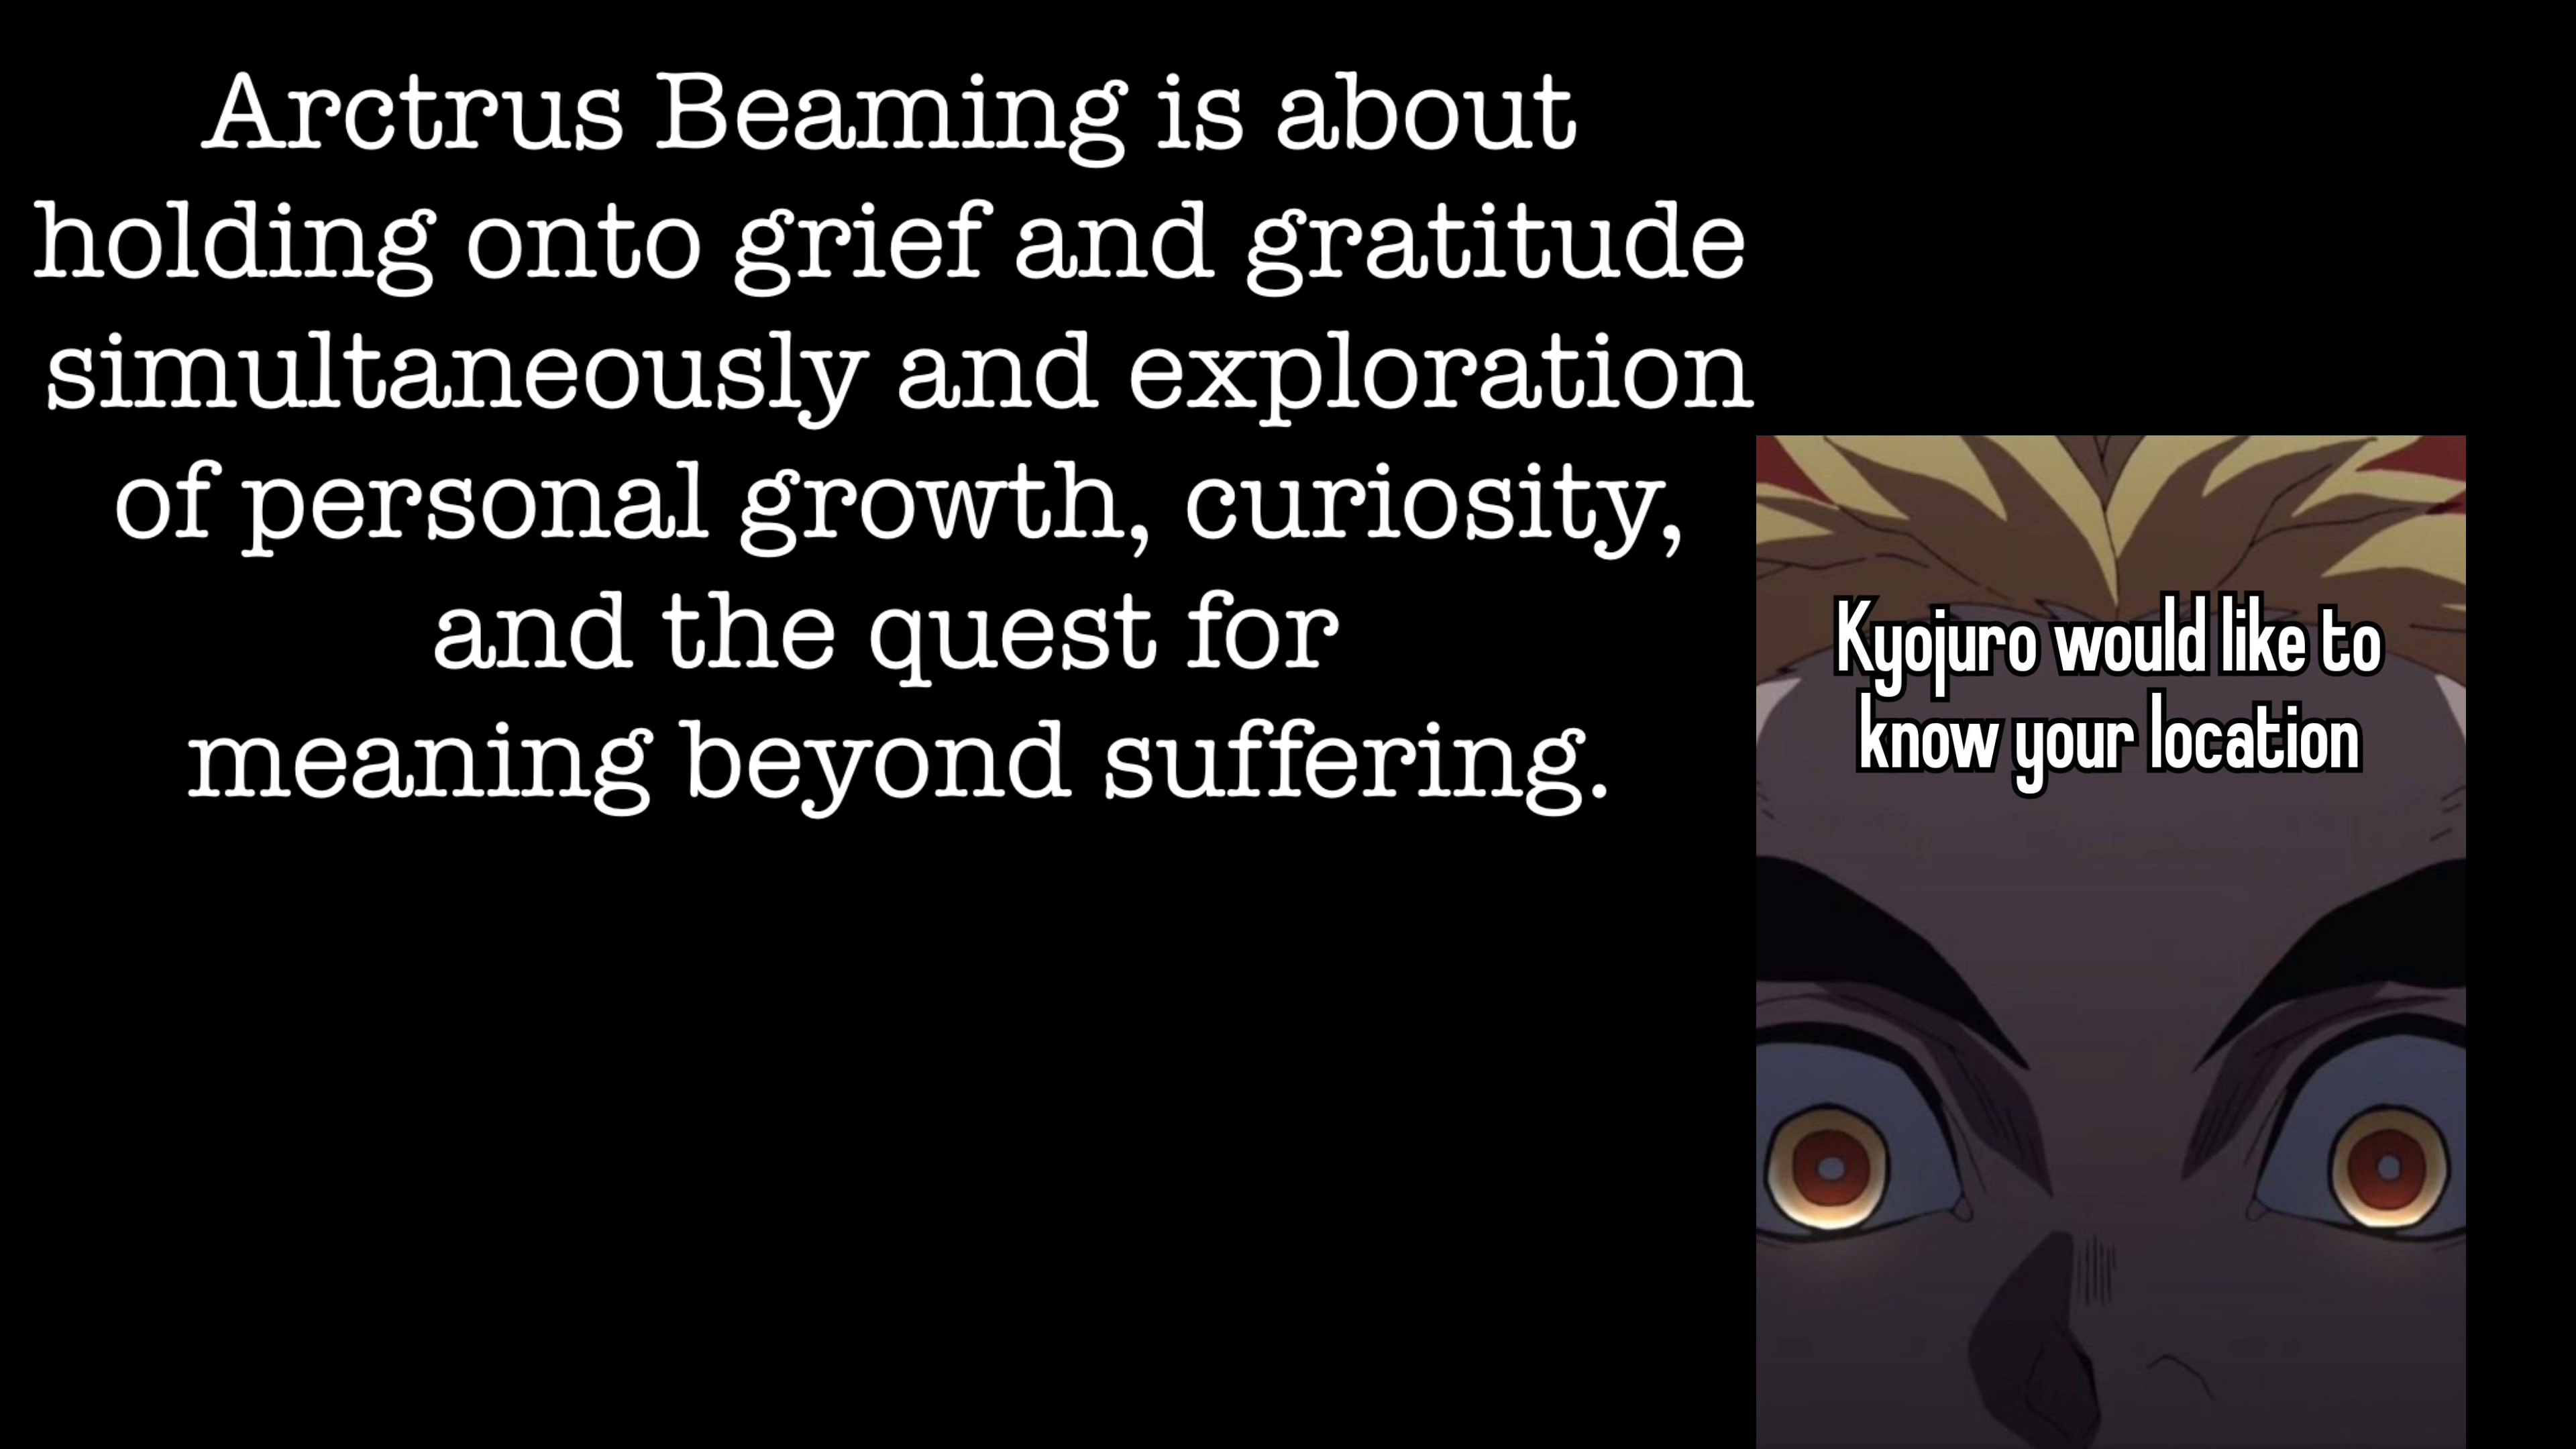 Arctrus Beaming is about
holding onto grief and gratitude
simultaneously and exploration
of personal growth, curiosity,
and the quest for
meaning beyond suffering.
Kyojuro would like to
know your location